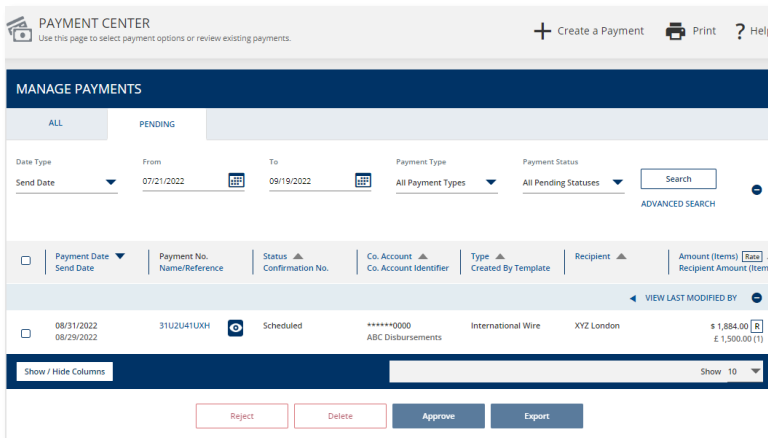 PAYMENT CENTER
Use this page to select payment options or review existing payments.
Create a Payment
Print
? Help
MANAGE PAYMENTS
ALL
PENDING
Date Type
From
To
Payment Type
Payment Status
Send Date
07/21/2022
09/19/2022
All Payment Types
All Pending Statuses
Search
ADVANCED SEARCH
Payment Date
Send Date
Payment No.
Name/Reference
Status
Confirmation No.
Co. Account
Co. Account Identifier
Type
Created By Template
Recipient
Amount (Items) Rate
Recipient Amount (Item
VIEW LAST MODIFIED BY
08/31/2022
08/29/2022
31U2U41UXH
Scheduled
******0000
ABC Disbursements
International Wire
XYZ London
$ 1,884.00 R
£ 1,500.00 (1)
Show / Hide Columns
Show 10
Reject
Delete
Approve
Export